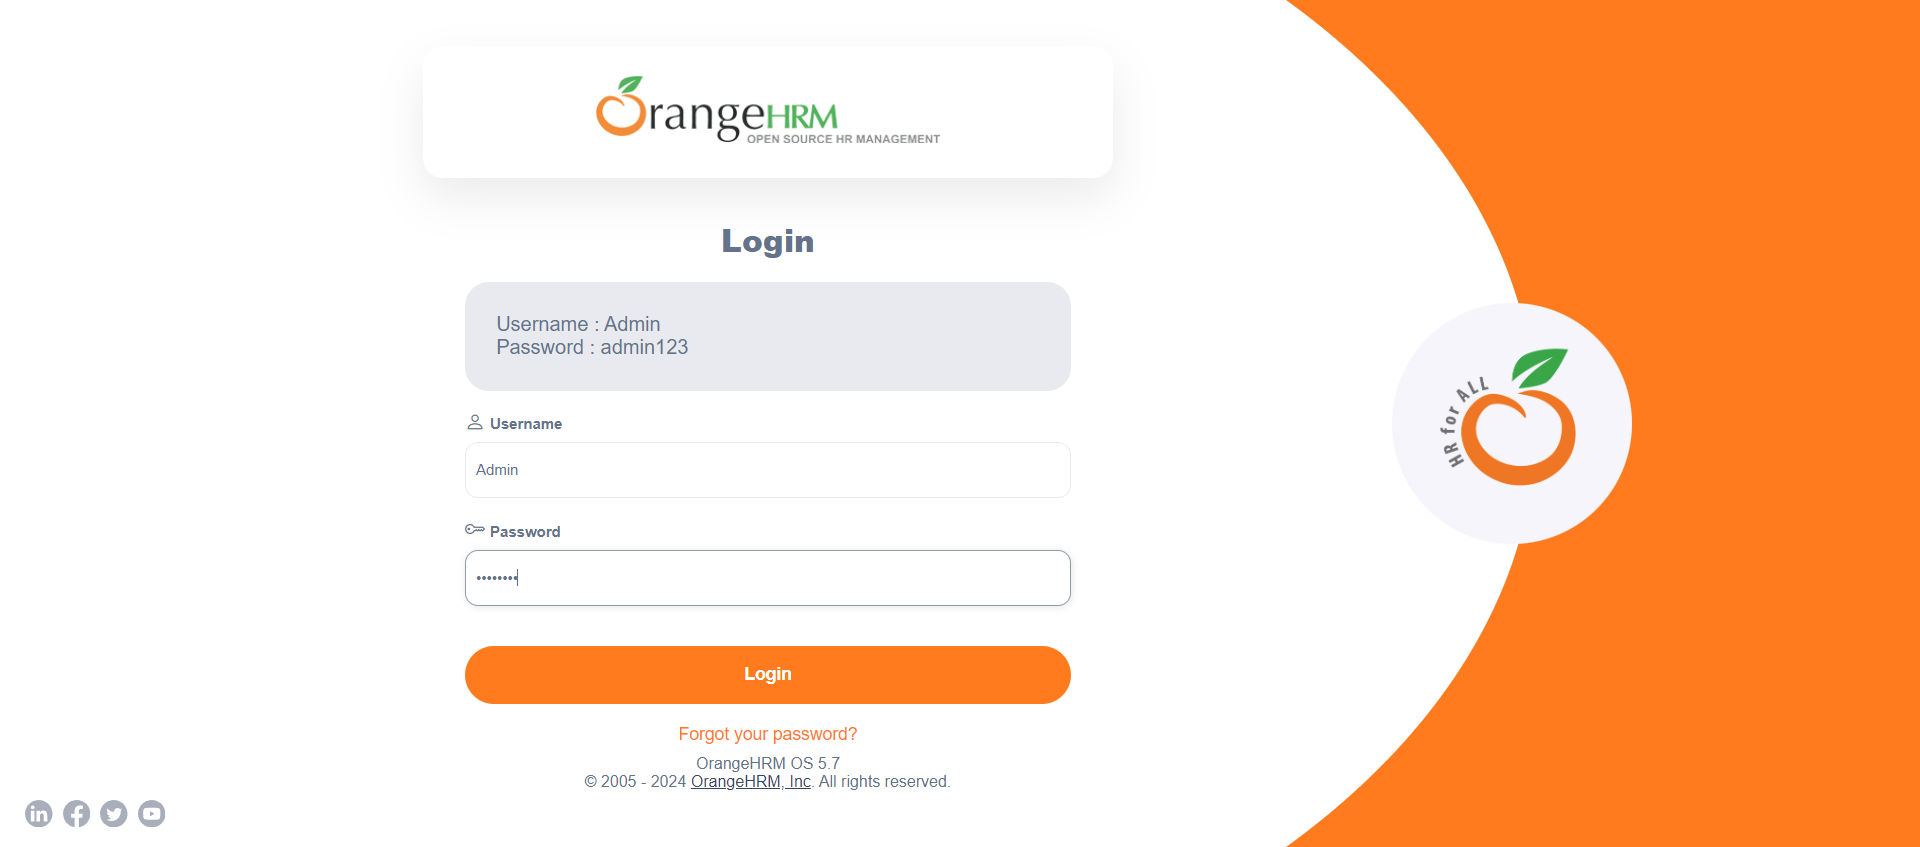 OrangeHRM
OPEN SOURCE HR MANAGEMENT
Login
Username : Admin
Password : admin123
Username
Admin
Password
••••••••
Login
Forgot your password?
OrangeHRM OS 5.7
© 2005 - 2024 OrangeHRM, Inc. All rights reserved.
HR for ALL